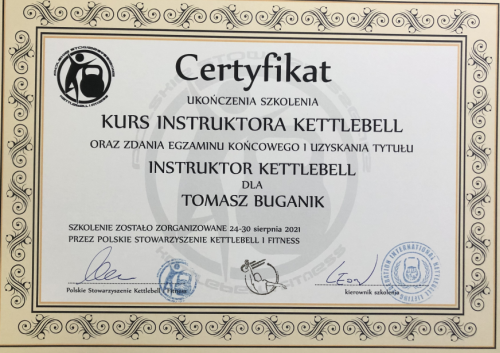 Certyfikat
UKOŃCZENIA SZKOLENIA
KURS INSTRUKTORA KETTLEBELL
ORAZ ZDANIA EGZAMINU KOŃCOWEGO I UZYSKANIA TYTUŁU
INSTRUKTOR KETTLEBELL
DLA
TOMASZ BUGANIK
SZKOLENIE ZOSTAŁO ZORGANIZOWANE 24-30 sierpnia 2021
PRZEZ POLSKIE STOWARZYSZENIE KETTLEBELL I FITNESS
Polskie Stowarzyszenie Kettlebell i Fitness
kierownik szkolenia